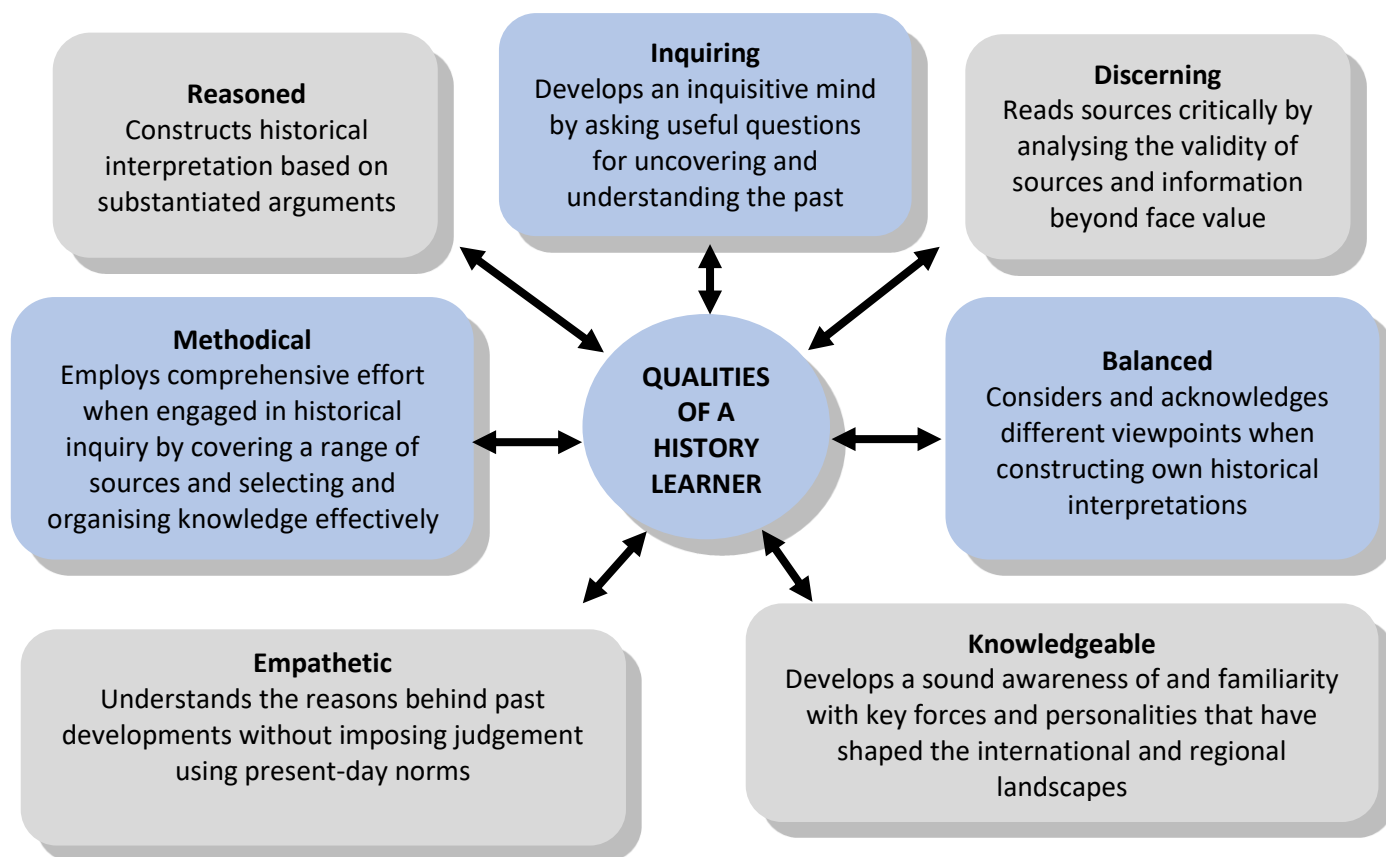 Reasoned
Constructs historical
interpretation based on
substantiated arguments
Inquiring
Develops an inquisitive mind
by asking useful questions
for uncovering and
understanding the past
Discerning
Reads sources critically by
analysing the validity of
sources and information
beyond face value
Methodical
Employs comprehensive effort
when engaged in historical
inquiry by covering a range of
sources and selecting and
organising knowledge effectively
QUALITIES
OF A
HISTORY
LEARNER
Balanced
Considers and acknowledges
different viewpoints when
constructing own historical
interpretations
Empathetic
Understands the reasons behind past
developments without imposing judgement
using present-day norms
Knowledgeable
Develops a sound awareness of and familiarity
with key forces and personalities that have
shaped the international and regional
landscapes